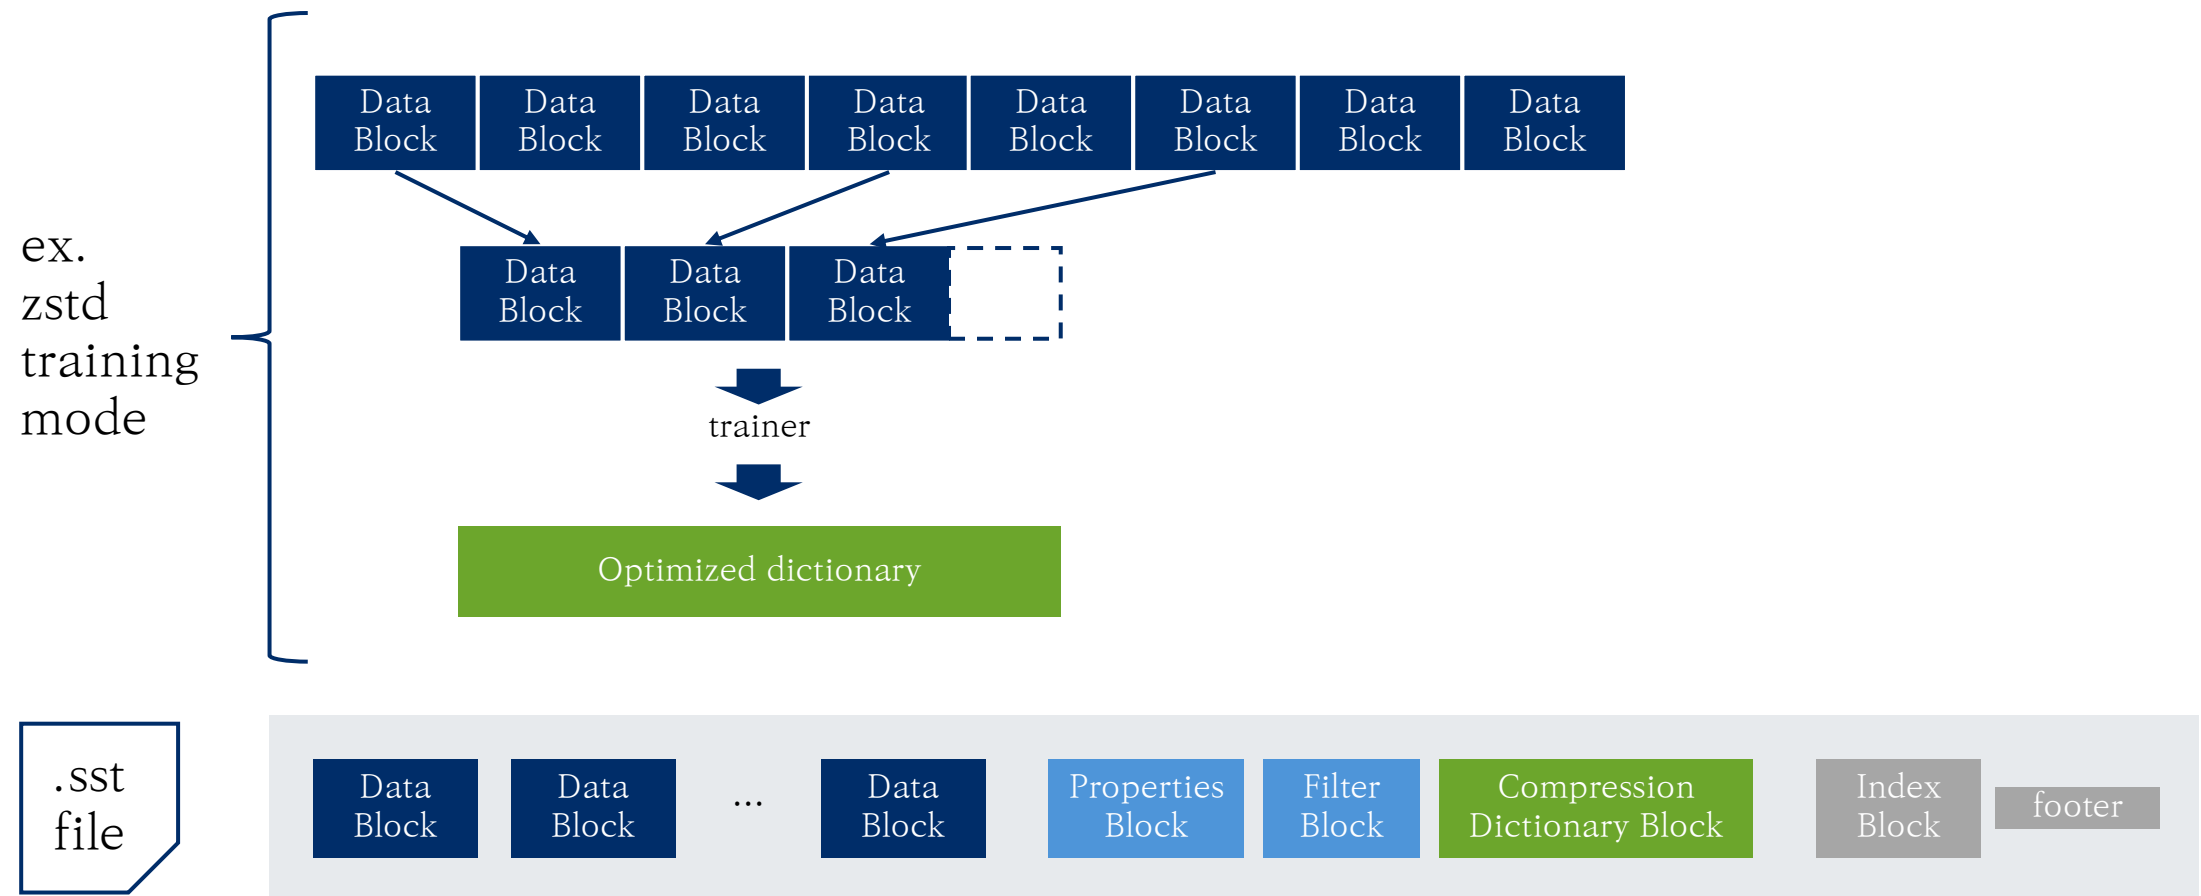 ex.
zstd
training
mode
Data
Block
Data
Block
Data
Block
Data
Block
Data
Block
Data
Block
Data
Block
Data
Block
Data
Block
Data
Block
Data
Block
trainer
Optimized dictionary
.sst
file
Data
Block
Data
Block
...
Data
Block
Properties
Block
Filter
Block
Compression
Dictionary Block
Index
Block
footer